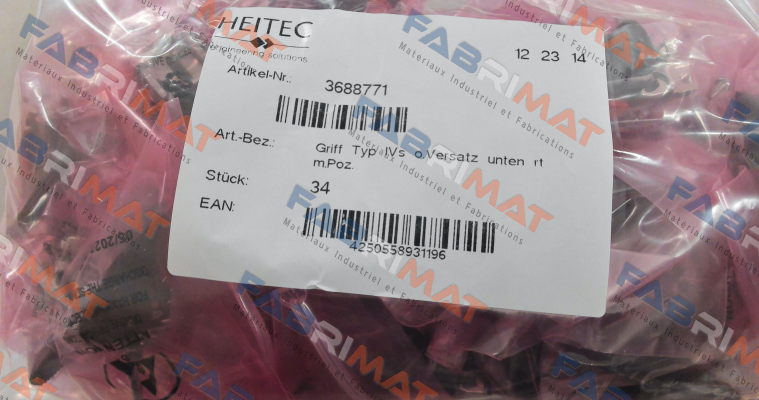 HEITEC
engineering solutions
12 23 14
Artikel-Nr.: 3688771
Art.-Bez.: Griff Typ IVs o.Versatz unten rt
m.Poz.
Stück: 34
EAN:
4250558931196
FABRIMAT
Materiaux Industriel et Fabrications